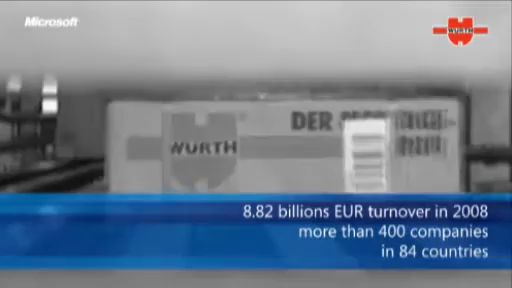 Microsoft
WURTH
WURTH
DER
8.82 billions EUR turnover in 2008
more than 400 companies
in 84 countries